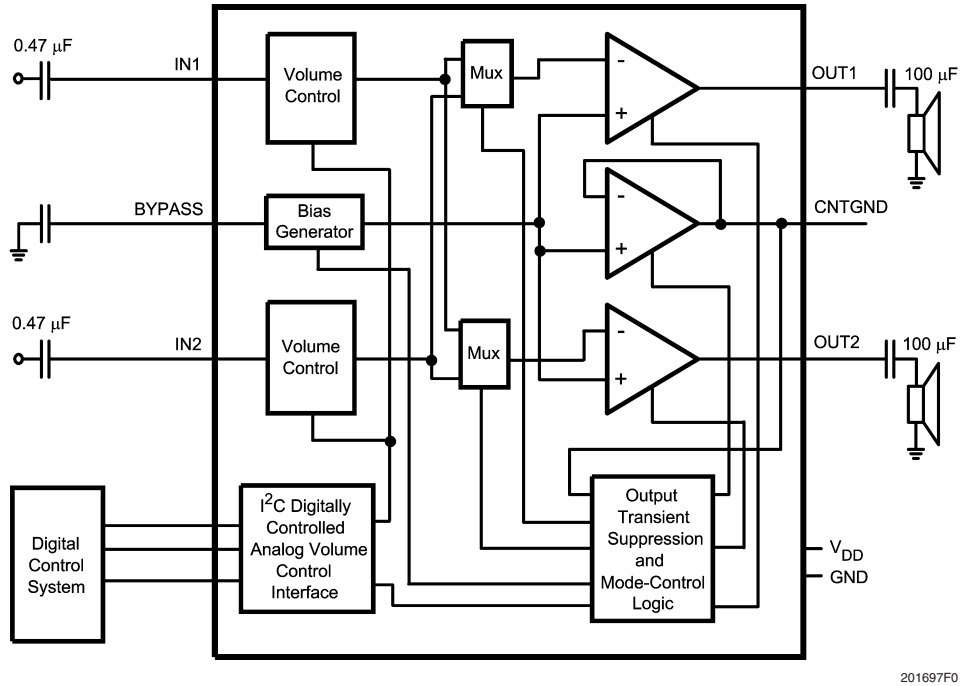 0.47 μF
IN1
Volume
Control
Mux
-
+
OUT1
100 μF
BYPASS
Bias
Generator
-
+
CNTGND
0.47 μF
IN2
Volume
Control
Mux
-
+
OUT2
100 μF
Digital
Control
System
I²C Digitally
Controlled
Analog Volume
Control
Interface
Output
Transient
Suppression
and
Mode-Control
Logic
VDD
GND
201697F0